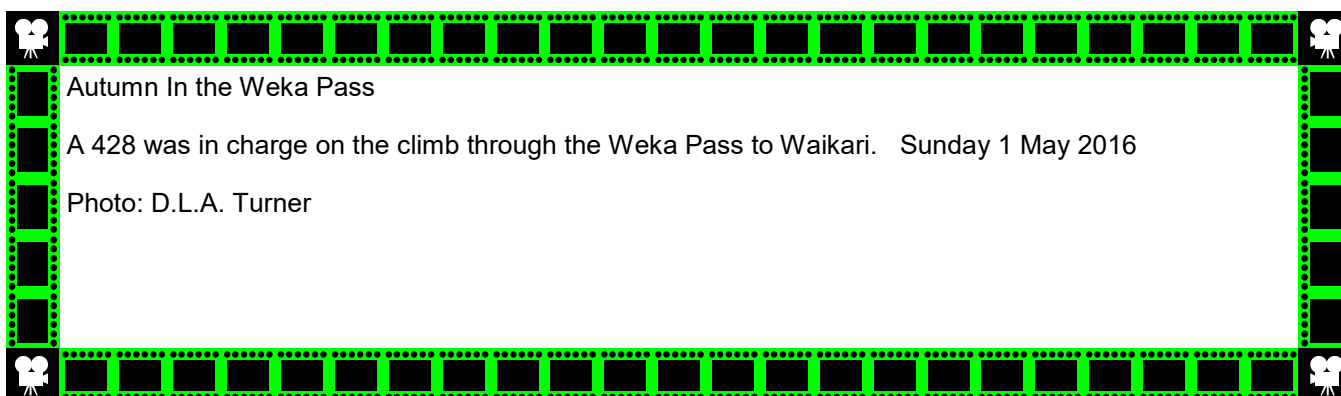 Autumn In the Weka Pass
A 428 was in charge on the climb through the Weka Pass to Waikari.   Sunday 1 May 2016
Photo: D.L.A. Turner